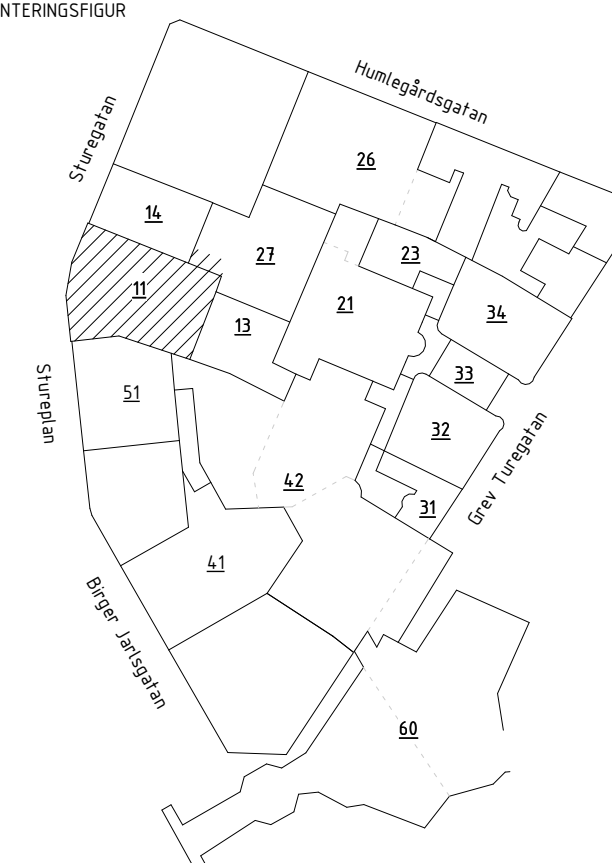 NTERINGSFIGUR
Humlegårdsgatan
Sturegatan
26
14
27
23
11
21
34
13
33
51
Stureplan
32
42
31
Grev Turegatan
41
Birger Jarlsgatan
60